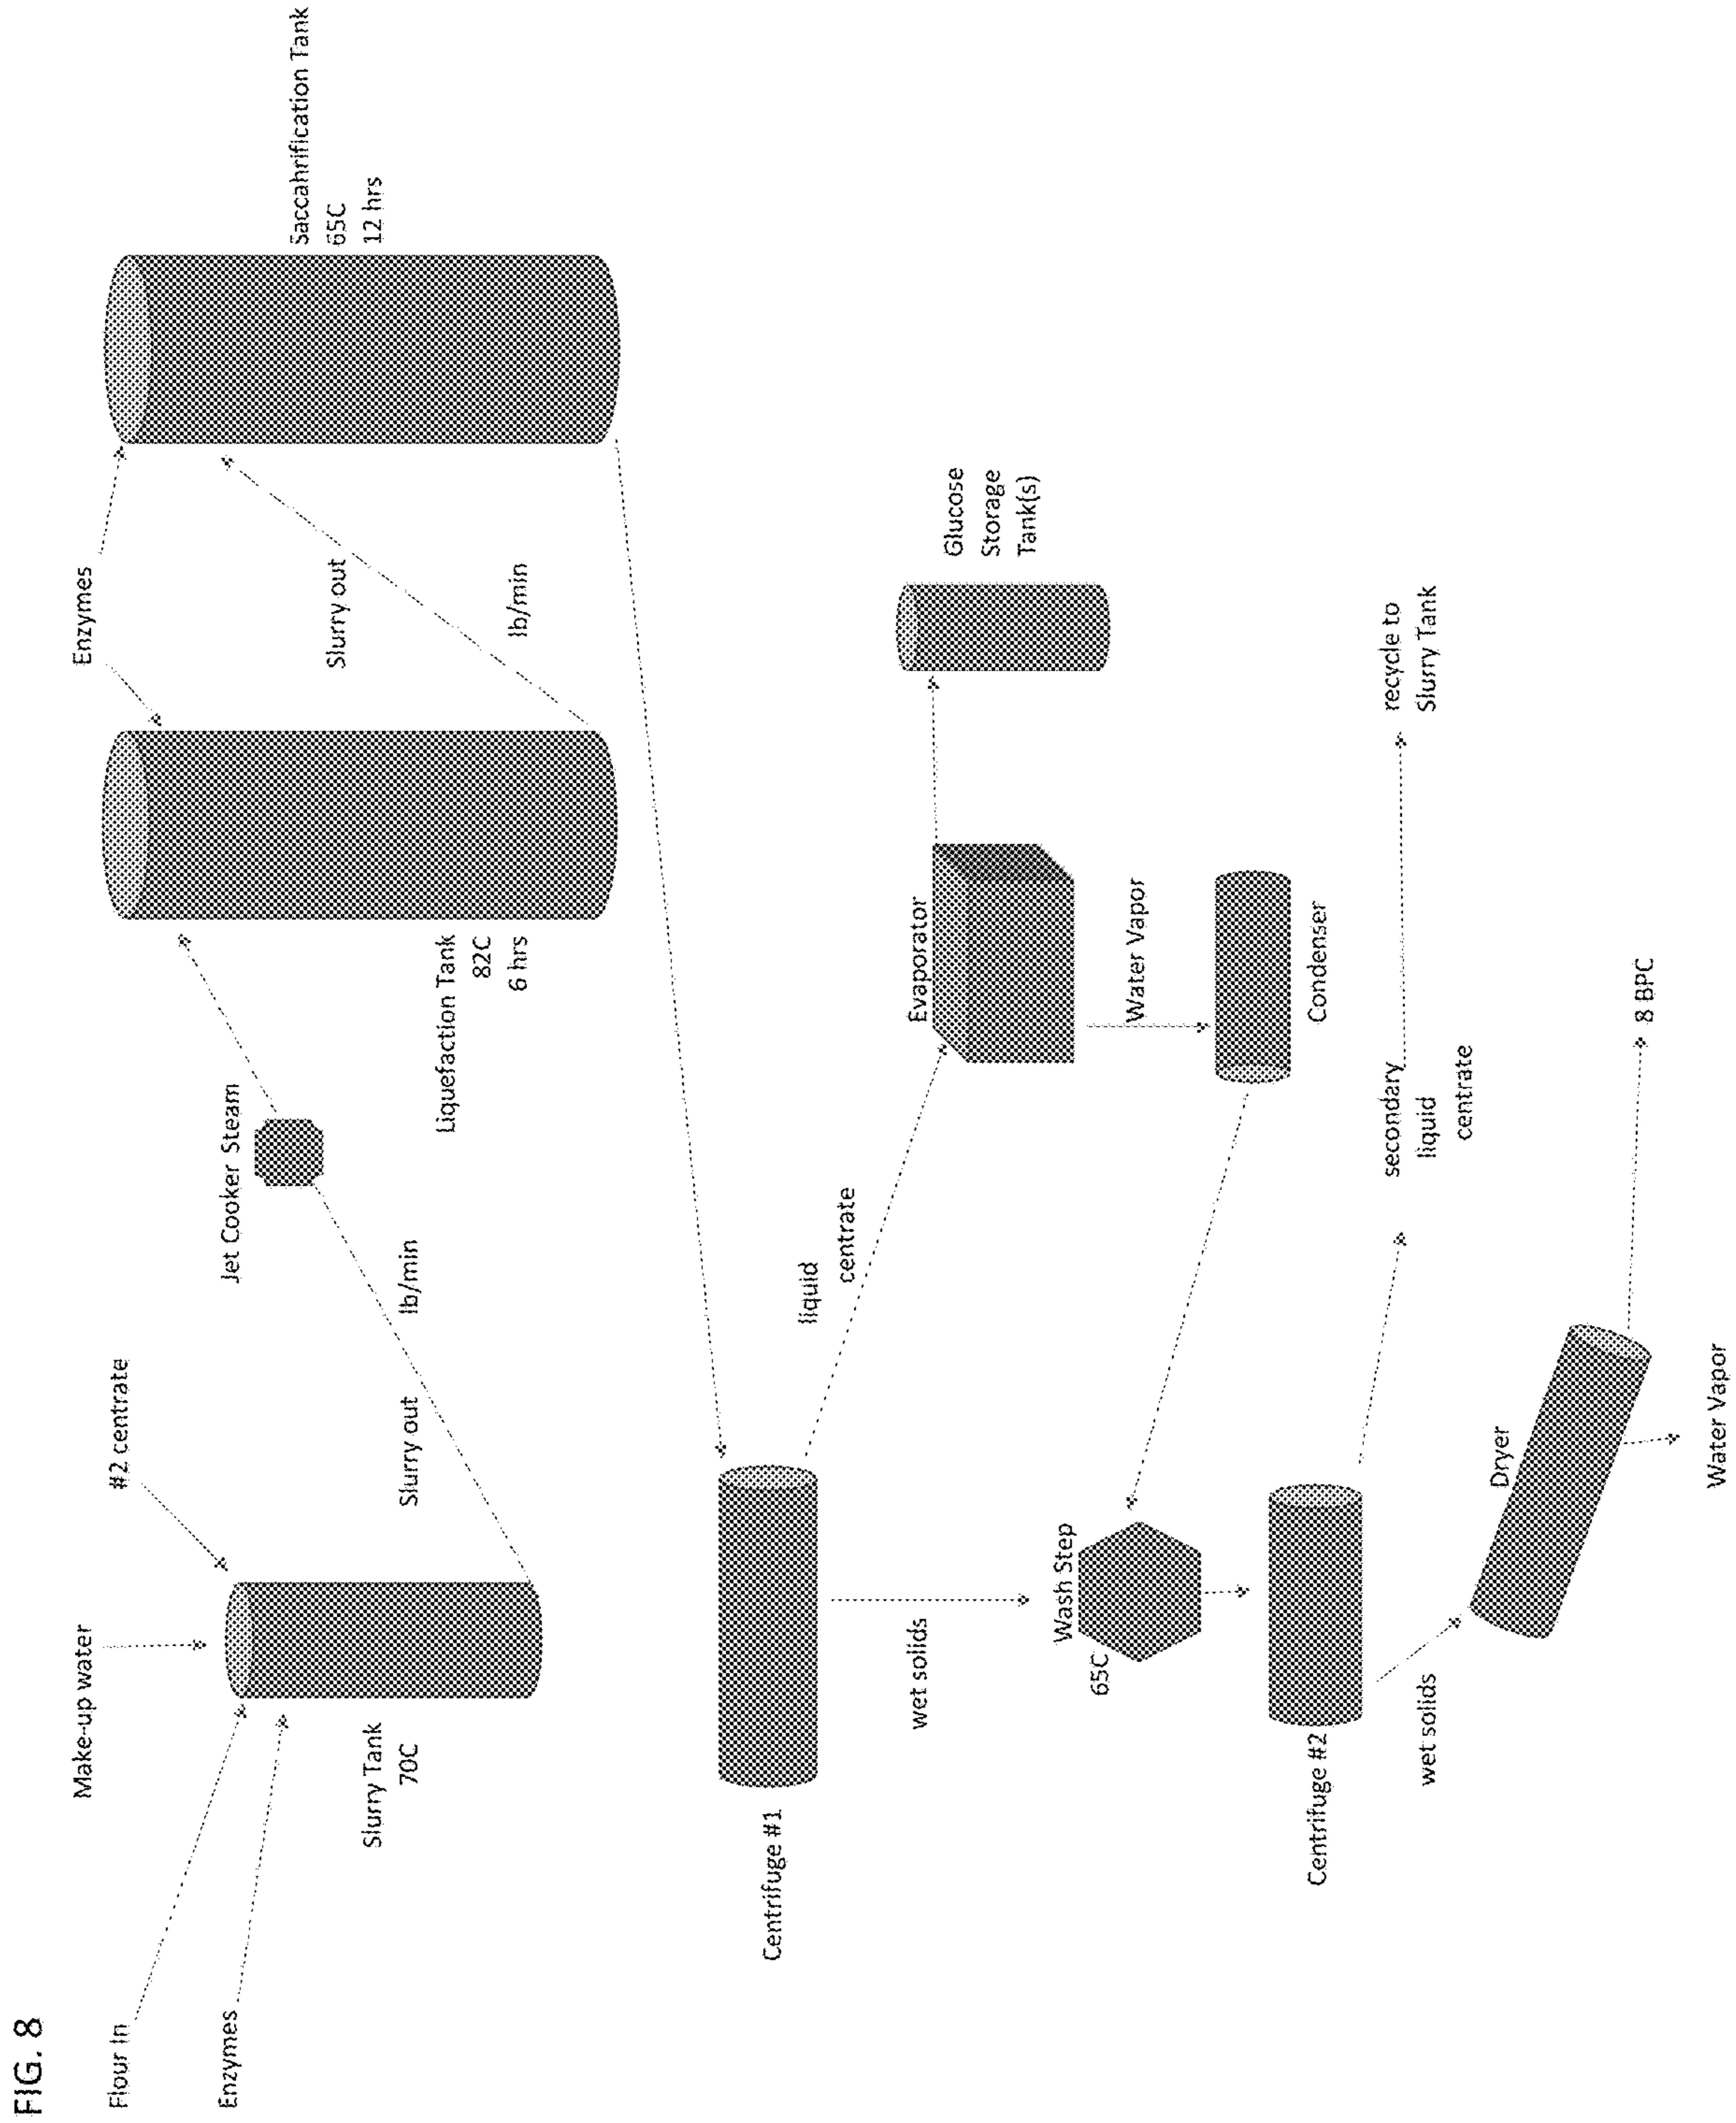 FIG. 8
Flour In
Enzymes
Make-up water
#2 centrate
Slurry Tank
70C
Slurry out
lb/min
Jet Cooker Steam
Liquefaction Tank
82C
6 hrs
Enzymes
Slurry out
lb/min
Saccahrification Tank
65C
12 hrs
Centrifuge #1
liquid
centrate
wet solids
Evaporator
Glucose
Storage
Tank(s)
Water Vapor
Condenser
Wash Step
65C
Centrifuge #2
secondary
liquid
centrate
recycle to
Slurry Tank
wet solids
Dryer
8 BPC
Water Vapor